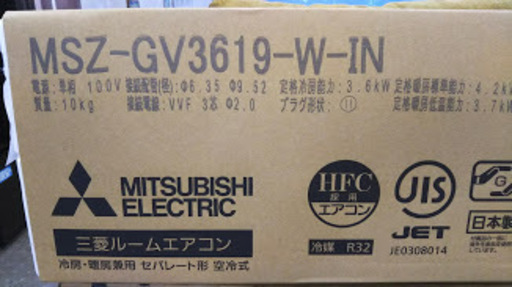 MSZ-GV3619-W-IN
電源：単相 100V 接続配管(径)：Φ6.35 Φ9.52 定格冷房能力：3.6kW 定格暖房標準能力：4.2k
質量：10kg 接続電線：VVF 3芯 Φ2.0 プラグ形状： 定格暖房低温能力：3.7k
MITSUBISHI
ELECTRIC
三菱ルームエアコン
冷房・暖房兼用 セパレート形 空冷式
HFC
採用
エアコン
冷媒 R32
JIS
JET
JE0308014
G
日本製